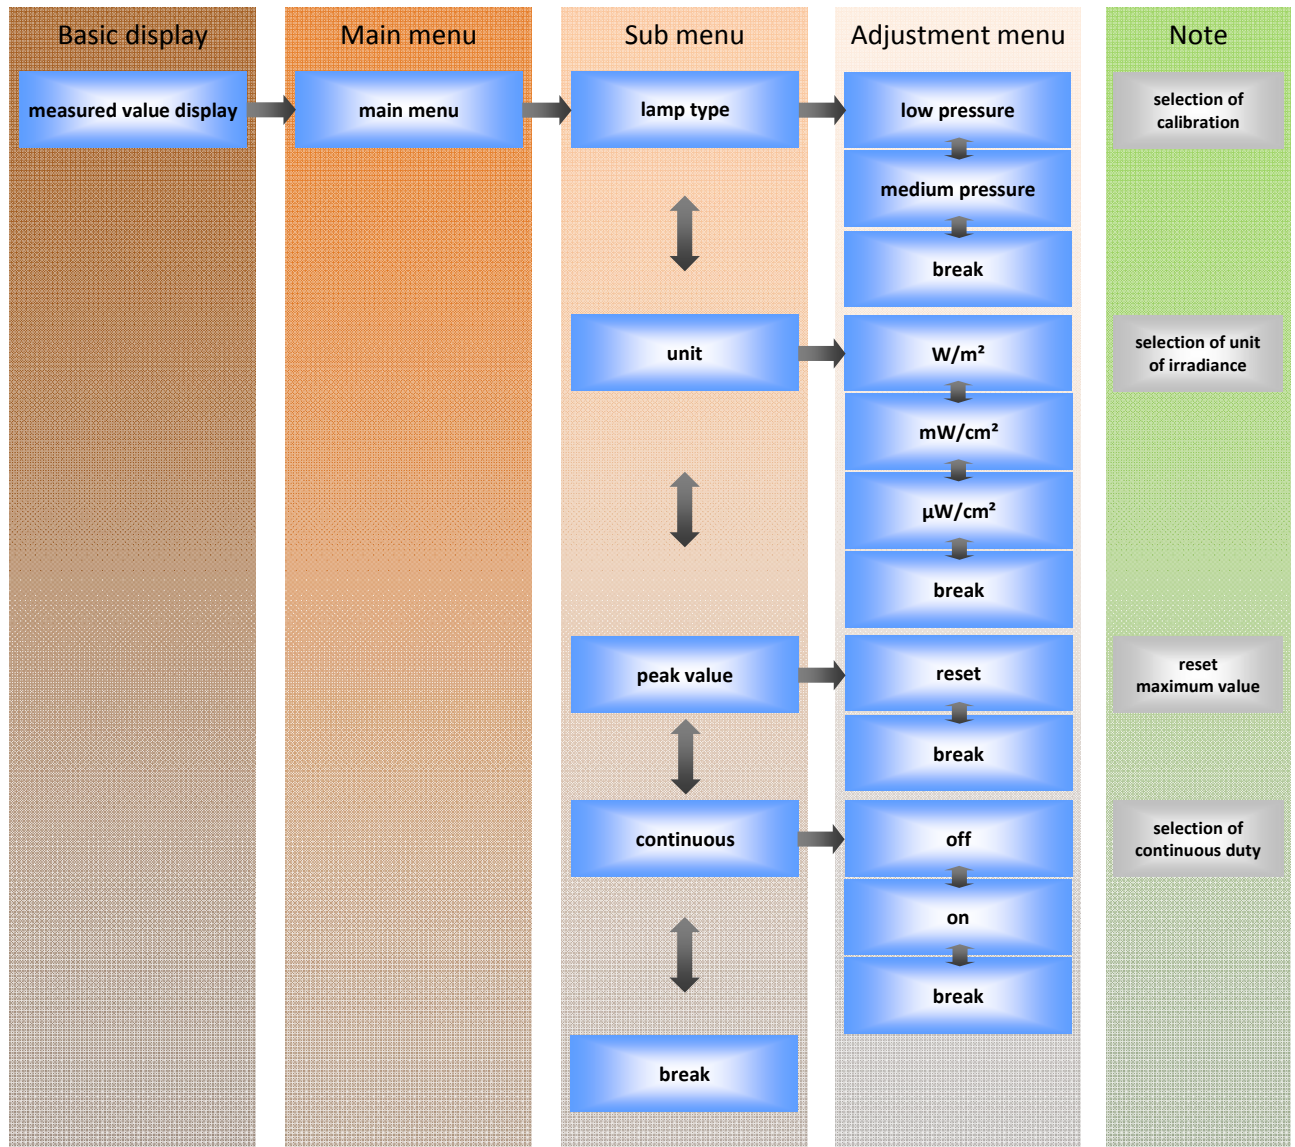 Basic display
Main menu
Sub menu
Adjustment menu
Note
measured value display
main menu
lamp type
low pressure
selection of
calibration
medium pressure
break
unit
W/m²
selection of unit
of irradiance
mW/cm²
µW/cm²
break
peak value
reset
reset
maximum value
break
continuous
off
selection of
continuous duty
on
break
break